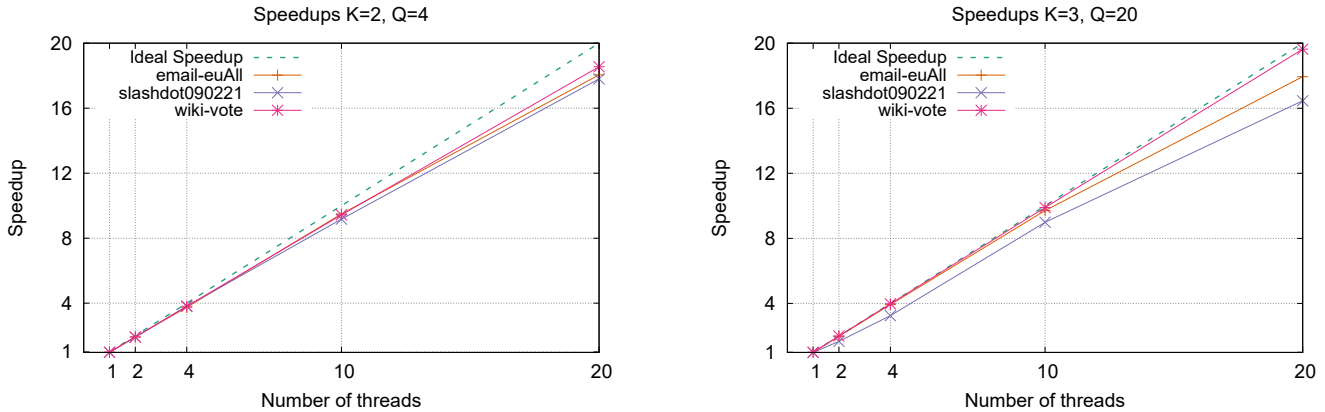 Speedups K=2, Q=4
20
16
12
8
4
1
Speedup
Ideal Speedup
email-euAll
slashdot090221
wiki-vote
1 2 4 10 20
Number of threads
Speedups K=3, Q=20
20
16
12
8
4
1
Speedup
Ideal Speedup
email-euAll
slashdot090221
wiki-vote
1 2 4 10 20
Number of threads